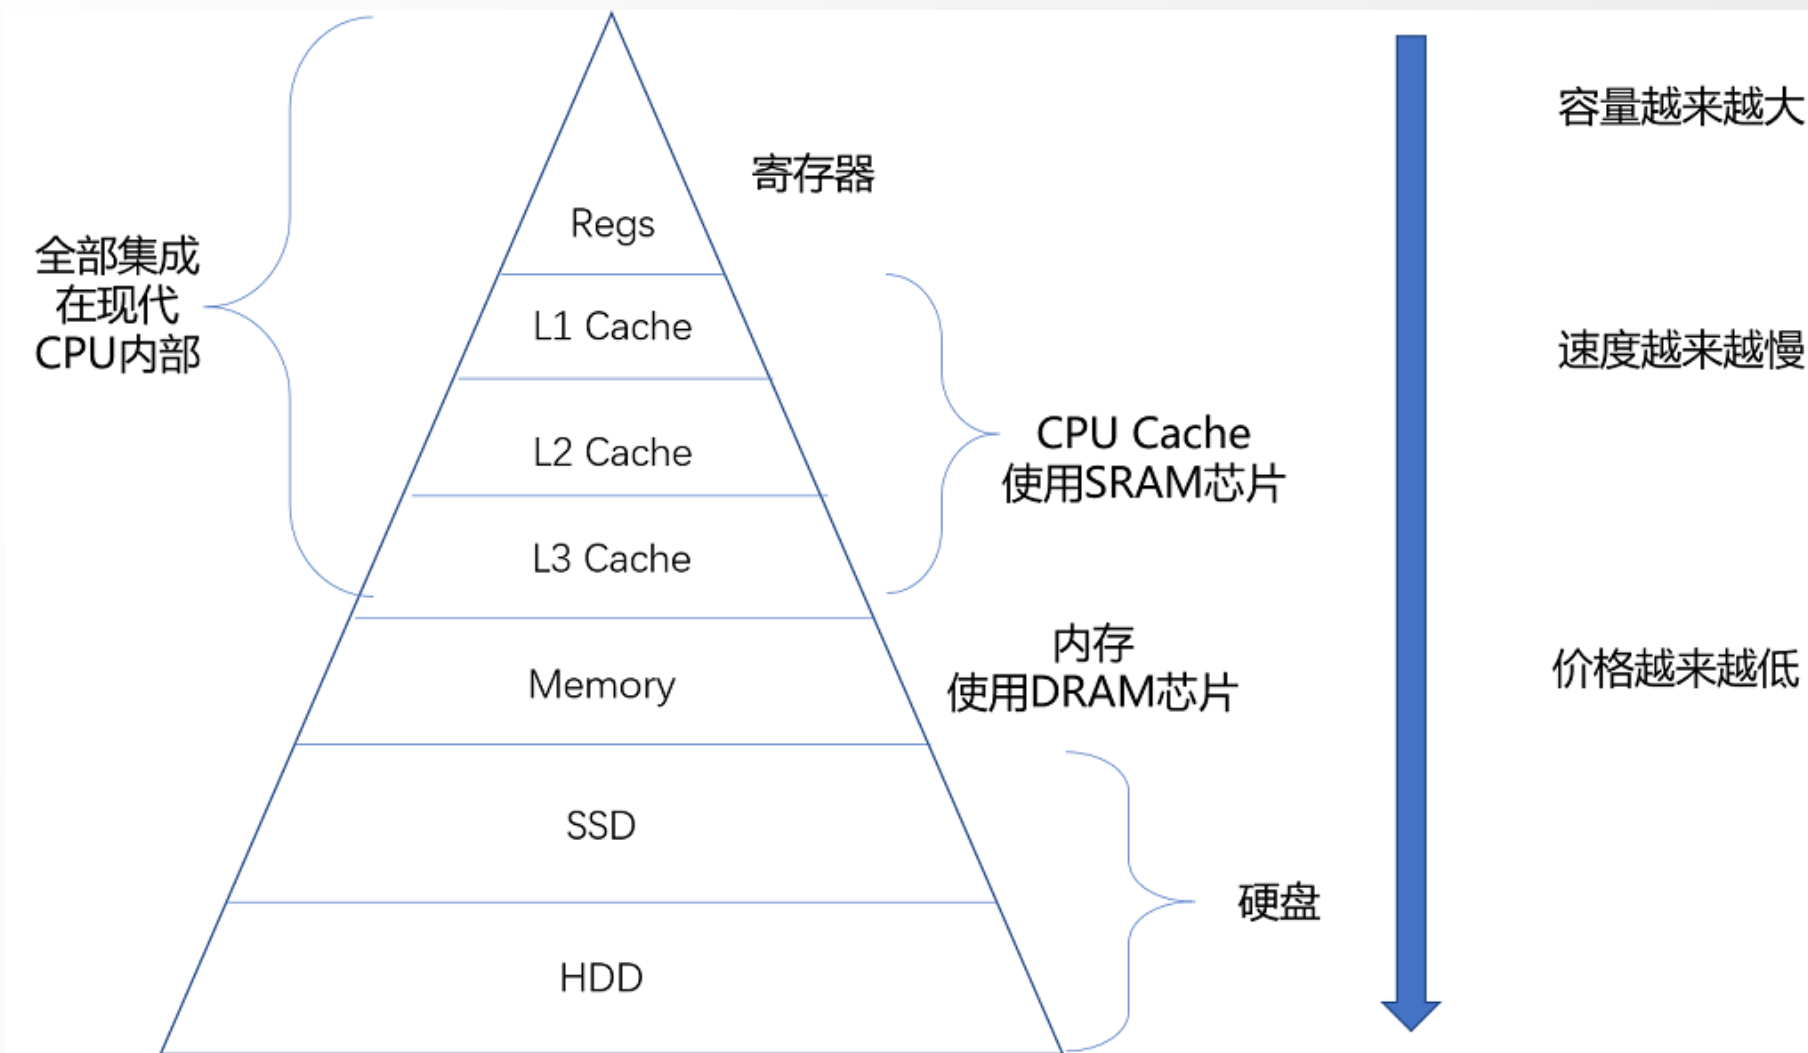 容量越来越大
寄存器
Regs
全部集成
在现代
CPU内部
L1 Cache
速度越来越慢
CPU Cache
使用SRAM芯片
L2 Cache
L3 Cache
内存
使用DRAM芯片
Memory
价格越来越低
SSD
硬盘
HDD